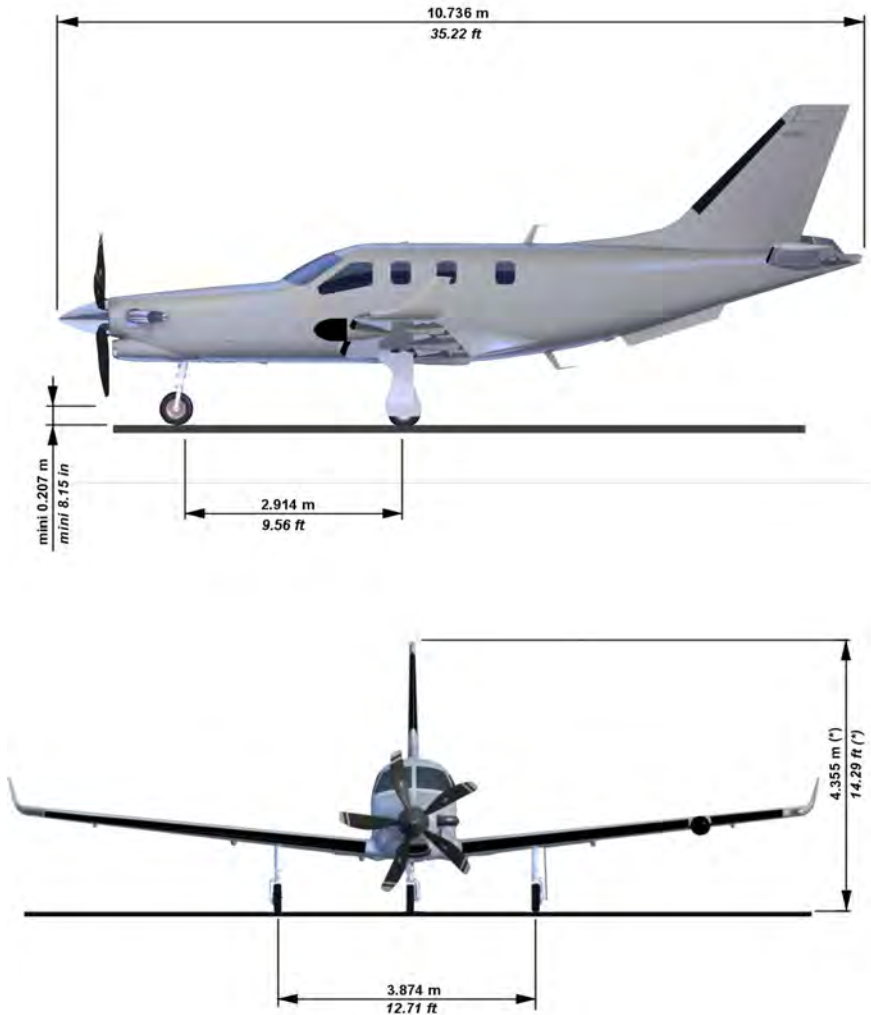 10.736 m
35.22 ft
mini 0.207 m
mini 8.15 in
2.914 m
9.56 ft
4.355 m (*)
14.29 ft (*)
3.874 m
12.71 ft